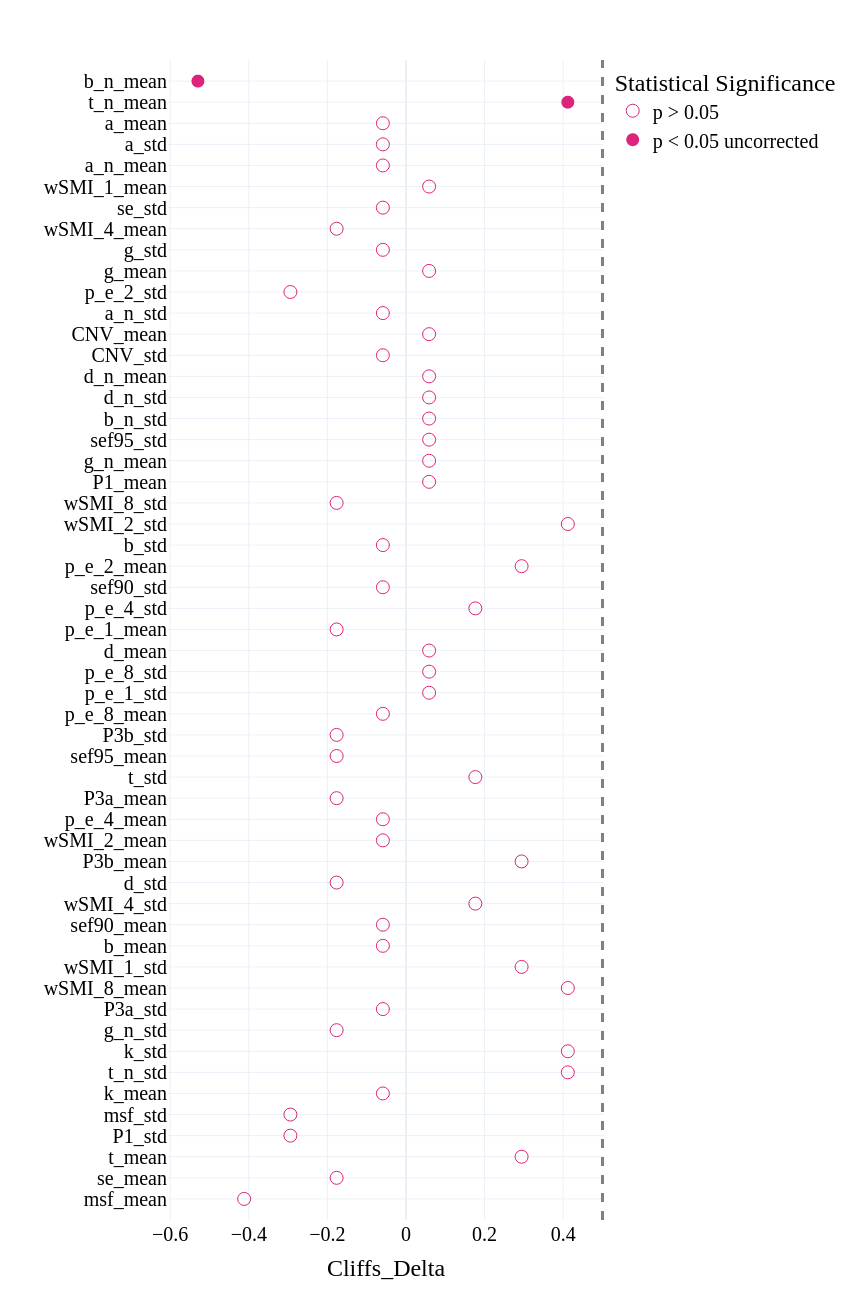 b_n_mean
t_n_mean
a_mean
a_std
a_n_mean
wSMI_1_mean
se_std
wSMI_4_mean
g_std
g_mean
p_e_2_std
a_n_std
CNV_mean
CNV_std
d_n_mean
d_n_std
b_n_std
sef95_std
g_n_mean
P1_mean
wSMI_8_std
wSMI_2_std
b_std
p_e_2_mean
sef90_std
p_e_4_std
p_e_1_mean
d_mean
p_e_8_std
p_e_1_std
p_e_8_mean
P3b_std
sef95_mean
t_std
P3a_mean
p_e_4_mean
wSMI_2_mean
P3b_mean
d_std
wSMI_4_std
sef90_mean
b_mean
wSMI_1_std
wSMI_8_mean
P3a_std
g_n_std
k_std
t_n_std
k_mean
msf_std
P1_std
t_mean
se_mean
msf_mean
−0.6 −0.4 −0.2 0 0.2 0.4
Cliffs_Delta
Statistical Significance
p > 0.05
p < 0.05 uncorrected